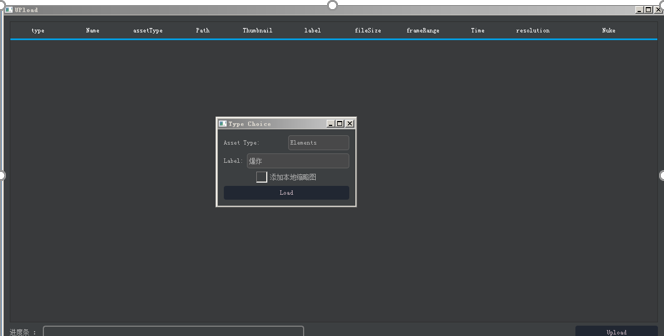 UPload
type Name assetType Path Thumbnail label fileSize frameRange Time resolution Nuke
Type Choice
Asset Type: Elements
Label: 爆炸
添加本地缩略图
Load
进度条 : Upload